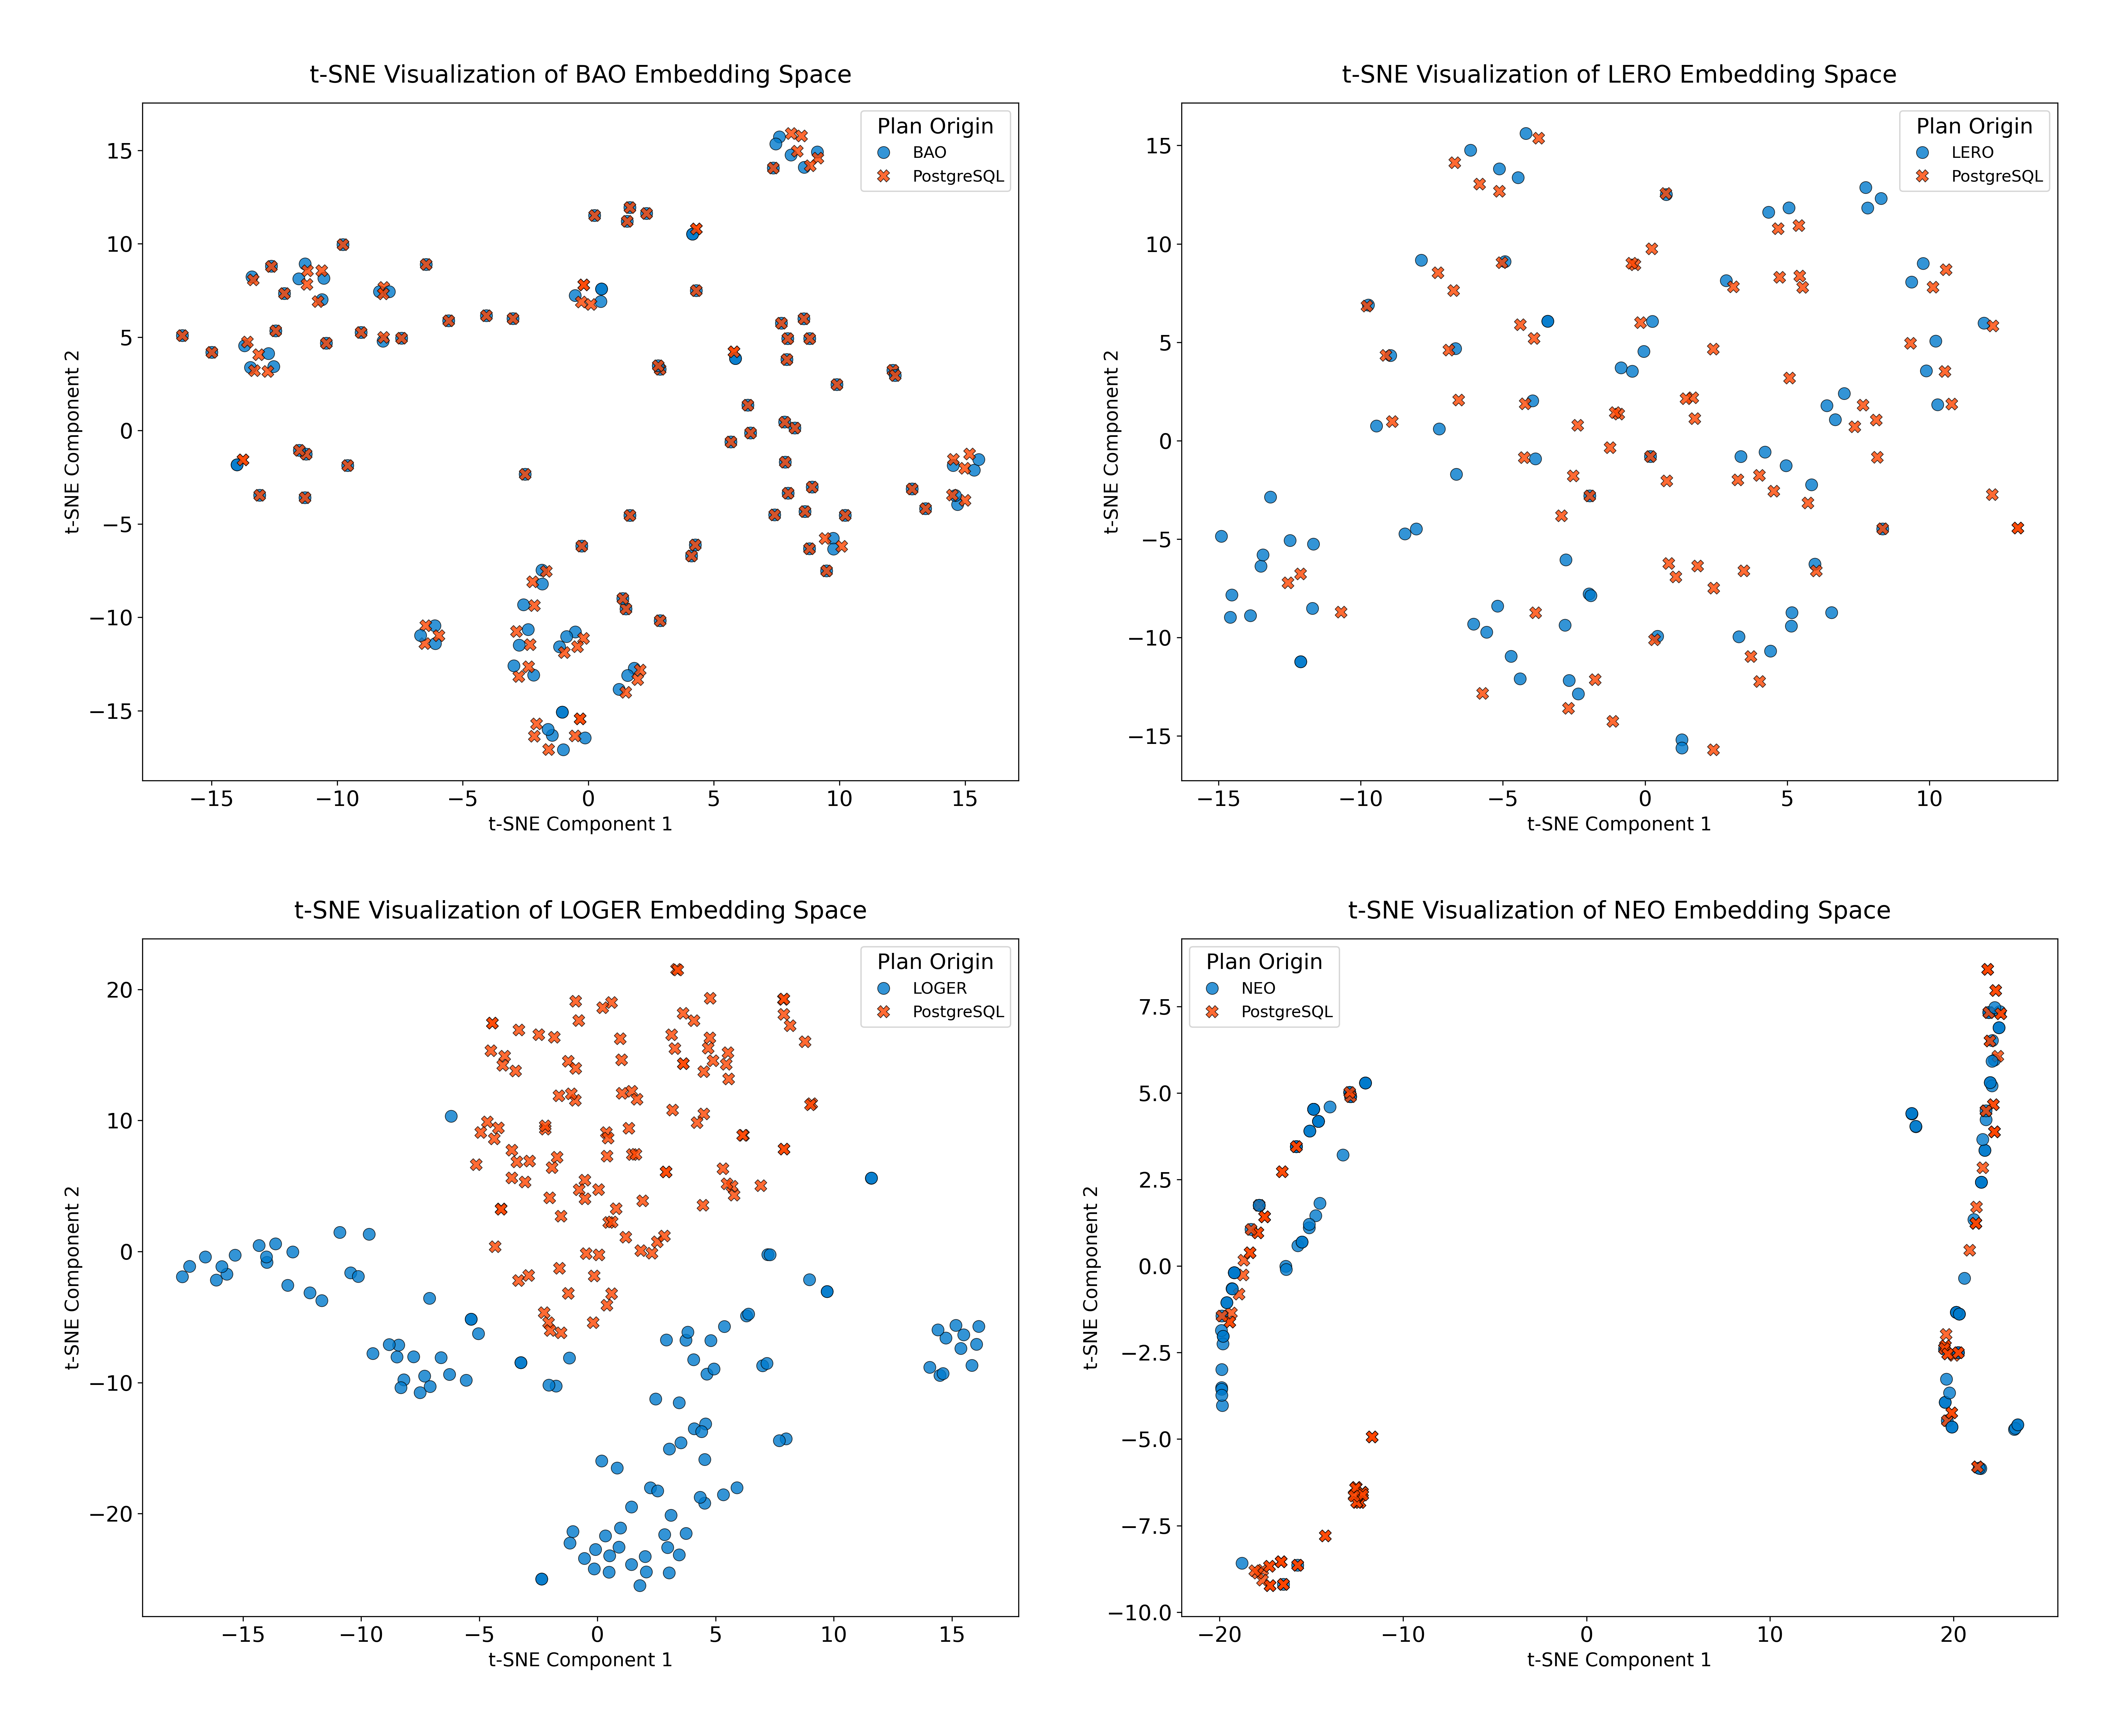 t-SNE Visualization of BAO Embedding Space
Plan Origin
BAO
PostgreSQL
15
10
5
0
−5
−10
−15
t-SNE Component 2
−15
−10
−5
0
5
10
15
t-SNE Component 1
t-SNE Visualization of LERO Embedding Space
Plan Origin
LERO
PostgreSQL
15
10
5
0
−5
−10
−15
t-SNE Component 2
−15
−10
−5
0
5
10
t-SNE Component 1
t-SNE Visualization of LOGER Embedding Space
Plan Origin
LOGER
PostgreSQL
20
10
0
−10
−20
t-SNE Component 2
−15
−10
−5
0
5
10
15
t-SNE Component 1
t-SNE Visualization of NEO Embedding Space
Plan Origin
NEO
PostgreSQL
7.5
5.0
2.5
0.0
−2.5
−5.0
−7.5
−10.0
t-SNE Component 2
−20
−10
0
10
20
t-SNE Component 1